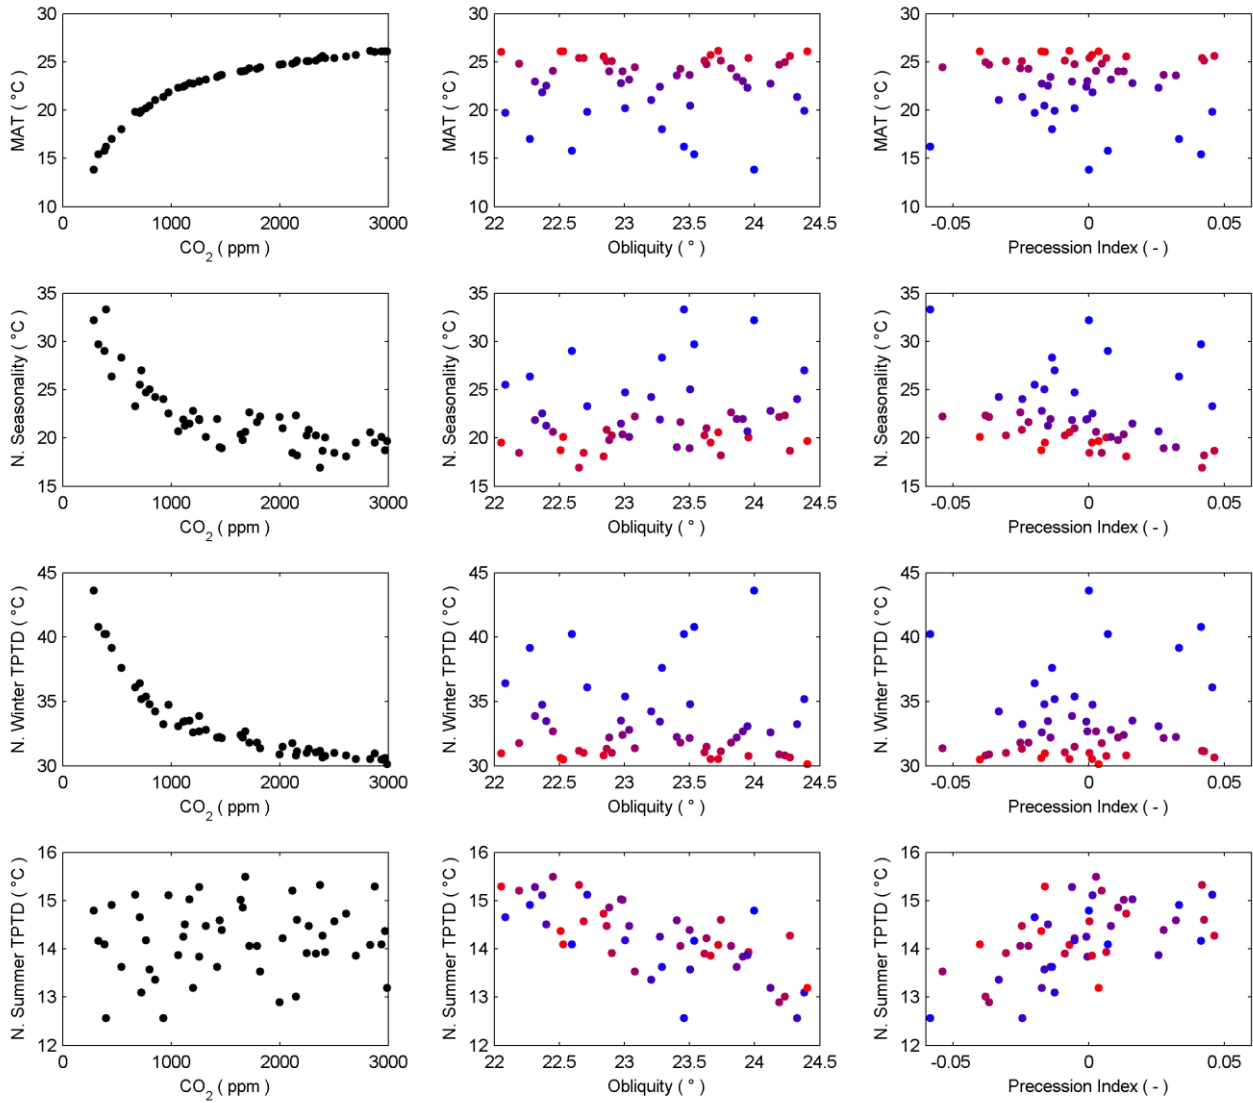 30
25
20
15
10
MAT ( °C )
0 1000 2000 3000
CO2 ( ppm )
30
25
20
15
10
MAT ( °C )
22 22.5 23 23.5 24 24.5
Obliquity ( ° )
30
25
20
15
10
MAT ( °C )
-0.05 0 0.05
Precession Index ( - )
35
30
25
20
15
N. Seasonality ( °C )
0 1000 2000 3000
CO2 ( ppm )
35
30
25
20
15
N. Seasonality ( °C )
22 22.5 23 23.5 24 24.5
Obliquity ( ° )
35
30
25
20
15
N. Seasonality ( °C )
-0.05 0 0.05
Precession Index ( - )
45
40
35
30
N. Winter TPTD ( °C )
0 1000 2000 3000
CO2 ( ppm )
45
40
35
30
N. Winter TPTD ( °C )
22 22.5 23 23.5 24 24.5
Obliquity ( ° )
45
40
35
30
N. Winter TPTD ( °C )
-0.05 0 0.05
Precession Index ( - )
16
15
14
13
12
N. Summer TPTD ( °C )
0 1000 2000 3000
CO2 ( ppm )
16
15
14
13
12
N. Summer TPTD ( °C )
22 22.5 23 23.5 24 24.5
Obliquity ( ° )
16
15
14
13
12
N. Summer TPTD ( °C )
-0.05 0 0.05
Precession Index ( - )